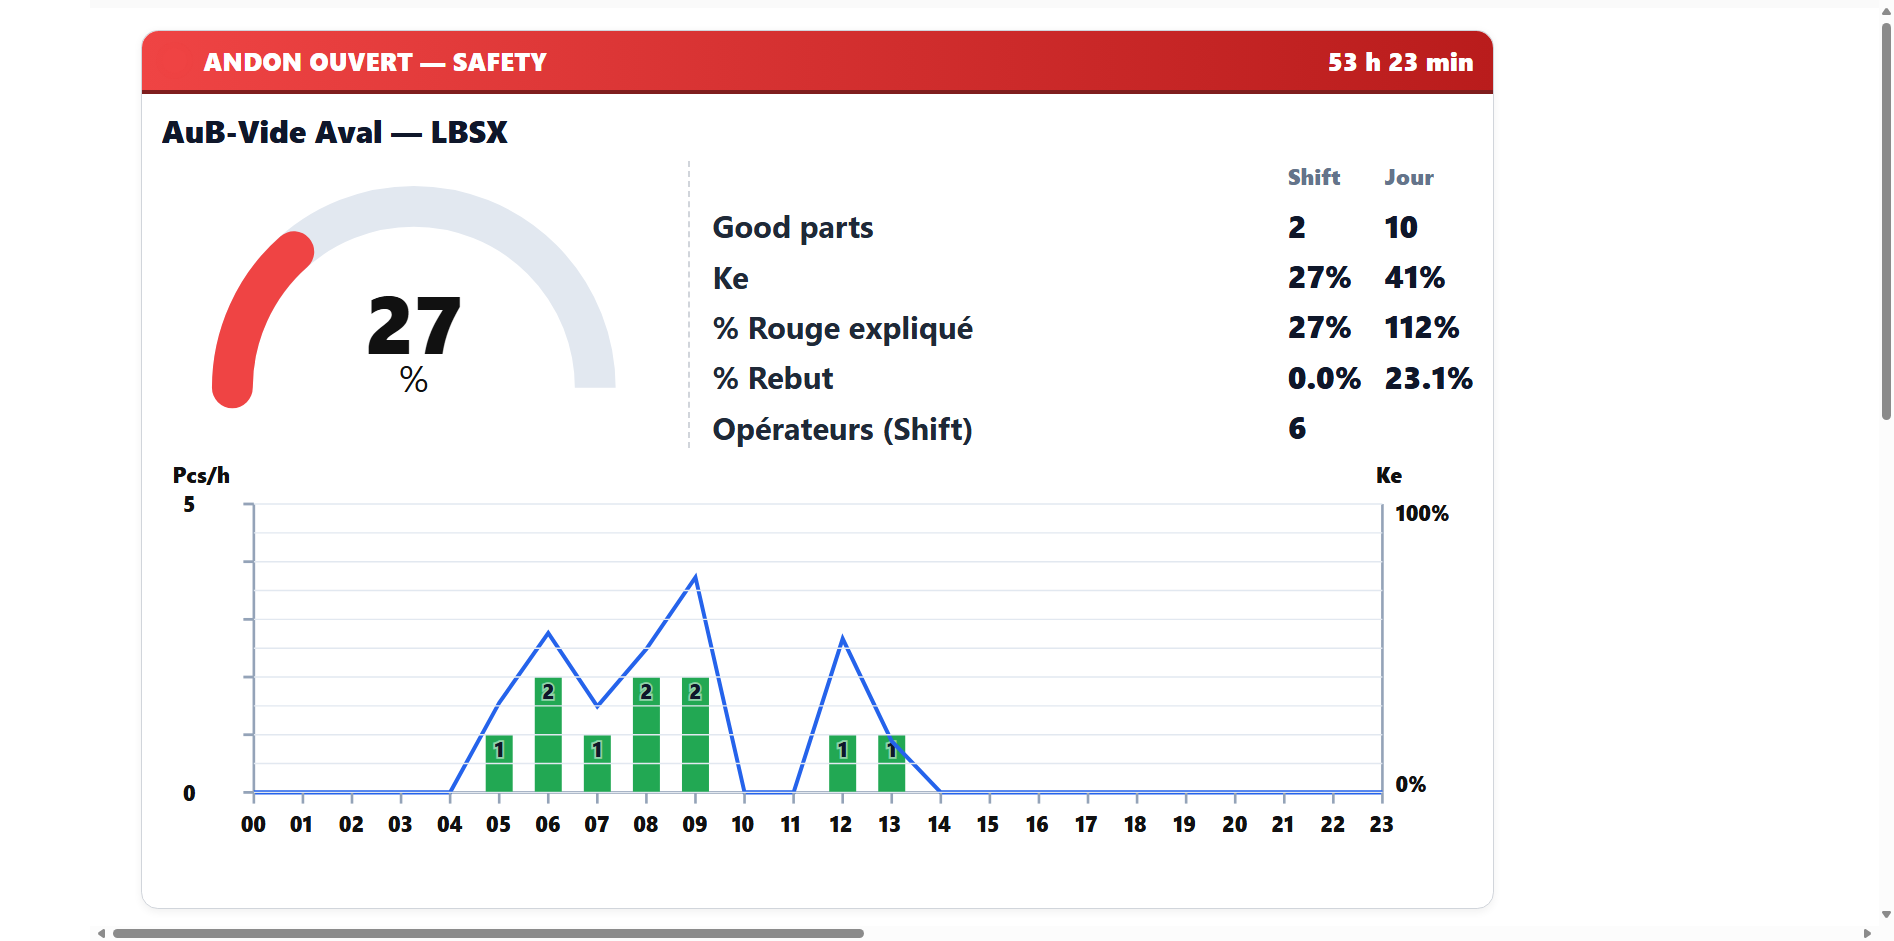 ANDON OUVERT — SAFETY 53 h 23 min
AuB-Vide Aval — LBSX
Shift Jour
Good parts 2 10
Ke 27% 41%
% Rouge expliqué 27% 112%
% Rebut 0.0% 23.1%
Opérateurs (Shift) 6
27
%
Pcs/h Ke
5 100%
2 2 2
1 1 1 1
0 0%
00 01 02 03 04 05 06 07 08 09 10 11 12 13 14 15 16 17 18 19 20 21 22 23